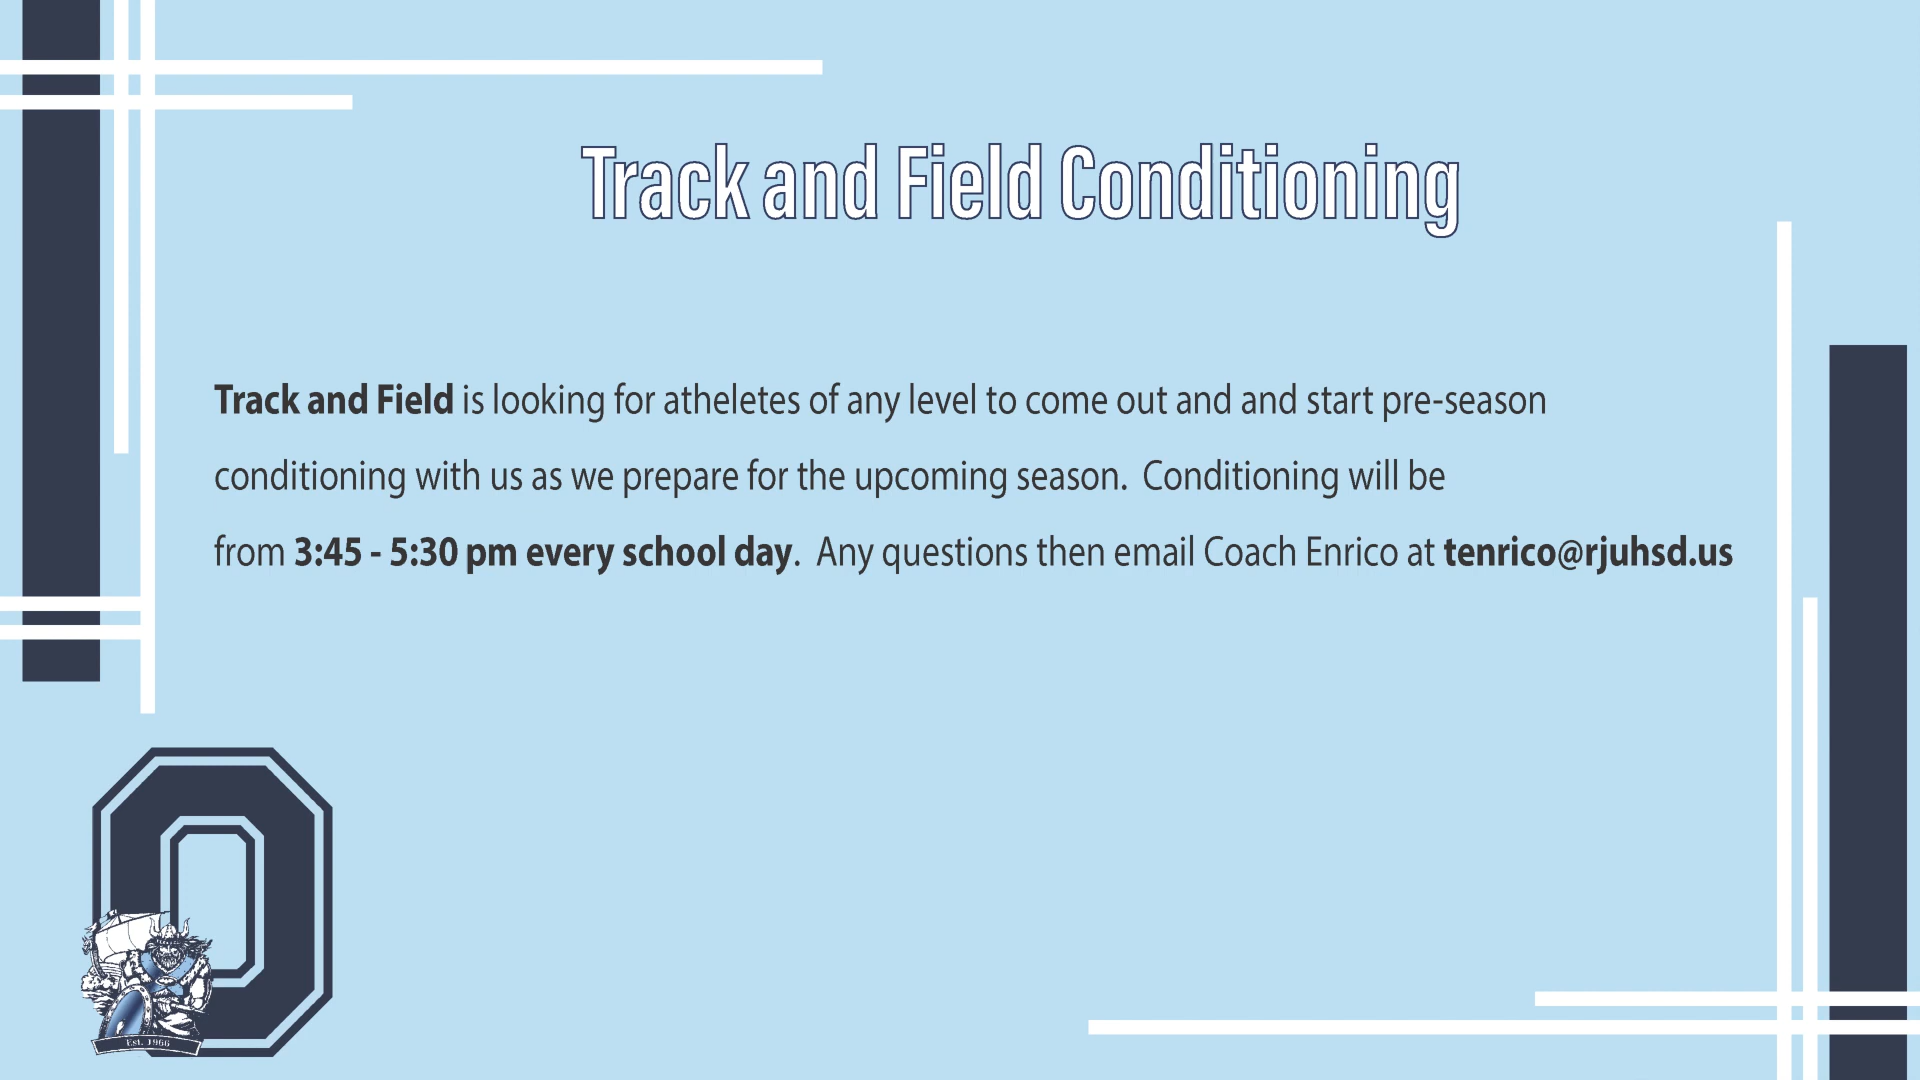 Track and Field Conditioning
Track and Field is looking for atheletes of any level to come out and and start pre-season
conditioning with us as we prepare for the upcoming season.  Conditioning will be
from 3:45 - 5:30 pm every school day.  Any questions then email Coach Enrico at tenrico@rjuhsd.us
O
Est. 1966